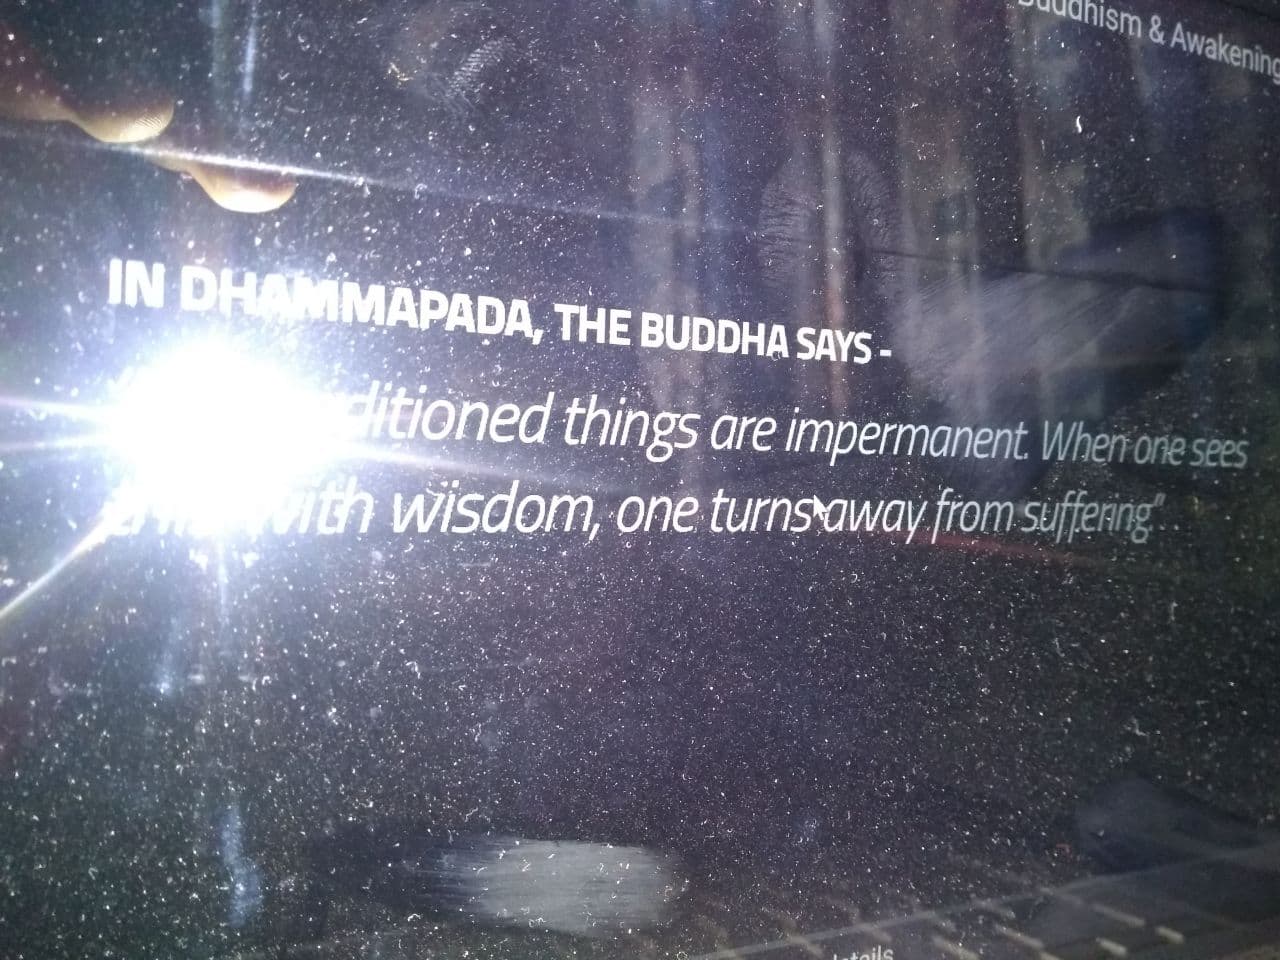 Buddhism & Awakening
IN DHAMMAPADA, THE BUDDHA SAYS -
things are impermanent. When one sees
with wisdom, one turns away from suffering"